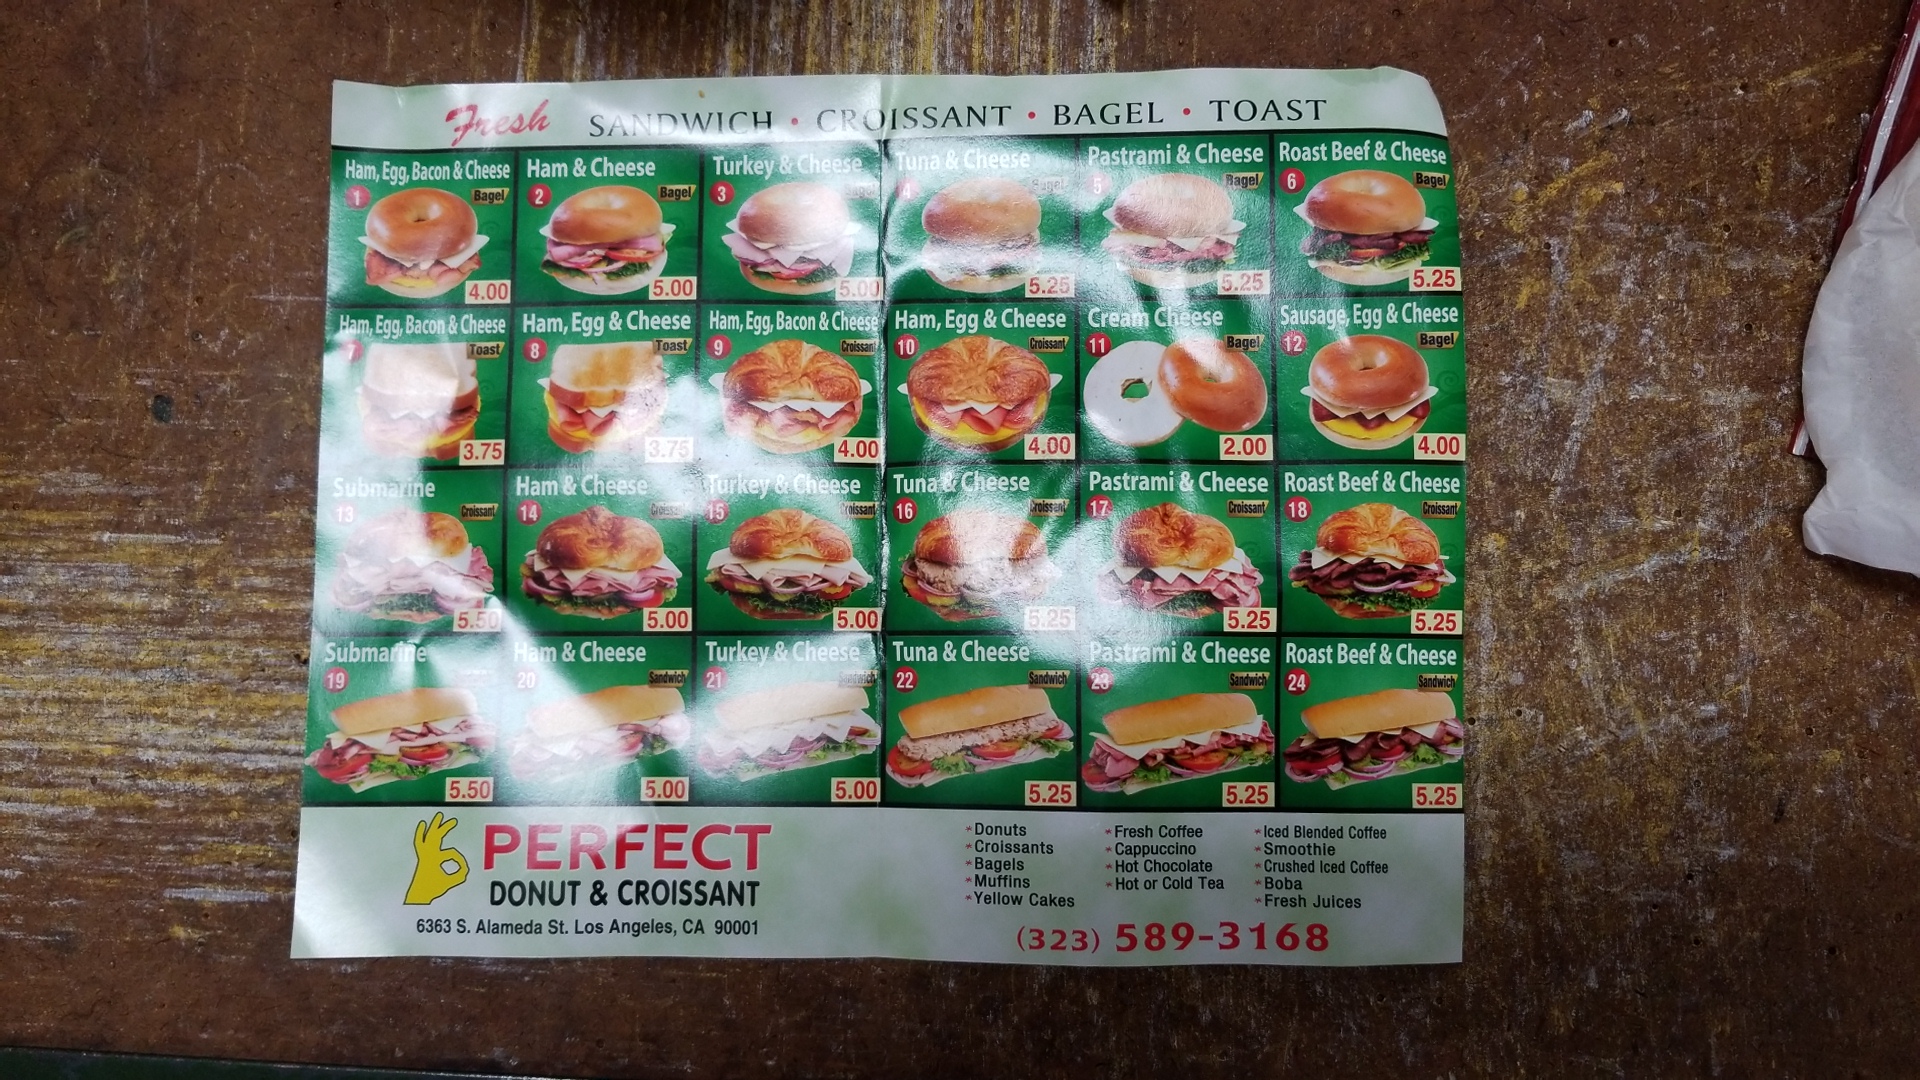 Fresh SANDWICH • CROISSANT • BAGEL • TOAST
Ham, Egg, Bacon & Cheese
1 Bagel
4.00
Ham & Cheese
2 Bagel
5.00
Turkey & Cheese
3 Bagel
5.00
Tuna & Cheese
4 Bagel
5.25
Pastrami & Cheese
5 Bagel
5.25
Roast Beef & Cheese
6 Bagel
5.25
Ham, Egg, Bacon & Cheese
7 Toast
3.75
Ham, Egg & Cheese
8 Toast
3.75
Ham, Egg, Bacon & Cheese
9 Croissant
4.00
Ham, Egg & Cheese
10 Croissant
4.00
Cream Cheese
11 Bagel
2.00
Sausage, Egg & Cheese
12 Bagel
4.00
Submarine
13 Croissant
5.50
Ham & Cheese
14 Croissant
5.00
Turkey & Cheese
15 Croissant
5.00
Tuna & Cheese
16 Croissant
5.25
Pastrami & Cheese
17 Croissant
5.25
Roast Beef & Cheese
18 Croissant
5.25
Submarine
19
5.50
Ham & Cheese
20 Sandwich
5.00
Turkey & Cheese
21 Sandwich
5.00
Tuna & Cheese
22 Sandwich
5.25
Pastrami & Cheese
23 Sandwich
5.25
Roast Beef & Cheese
24 Sandwich
5.25
PERFECT
DONUT & CROISSANT
6363 S. Alameda St. Los Angeles, CA 90001
* Donuts
* Croissants
* Bagels
* Muffins
* Yellow Cakes
* Fresh Coffee
* Cappuccino
* Hot Chocolate
* Hot or Cold Tea
* Iced Blended Coffee
* Smoothie
* Crushed Iced Coffee
* Boba
* Fresh Juices
(323) 589-3168